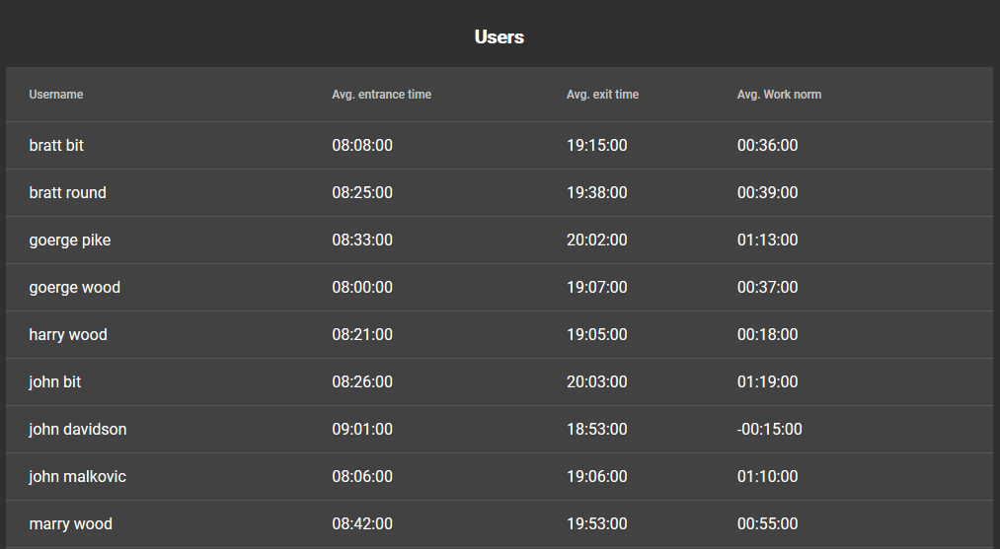 Users
Username Avg. entrance time Avg. exit time Avg. Work norm
bratt bit 08:08:00 19:15:00 00:36:00
bratt round 08:25:00 19:38:00 00:39:00
goerge pike 08:33:00 20:02:00 01:13:00
goerge wood 08:00:00 19:07:00 00:37:00
harry wood 08:21:00 19:05:00 00:18:00
john bit 08:26:00 20:03:00 01:19:00
john davidson 09:01:00 18:53:00 -00:15:00
john malkovic 08:06:00 19:06:00 01:10:00
marry wood 08:42:00 19:53:00 00:55:00